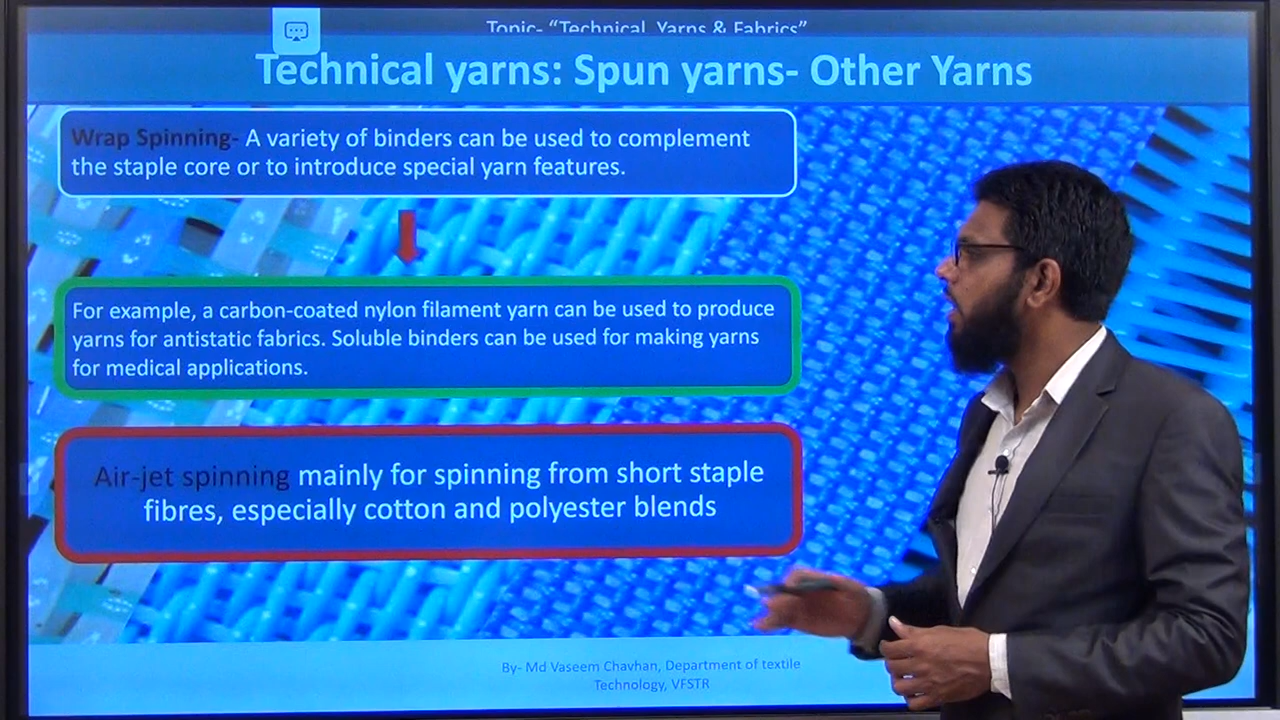 Topic- “Technical Yarns & Fabrics”
Technical yarns: Spun yarns- Other Yarns
Wrap Spinning- A variety of binders can be used to complement
the staple core or to introduce special yarn features.
For example, a carbon-coated nylon filament yarn can be used to produce
yarns for antistatic fabrics. Soluble binders can be used for making yarns
for medical applications.
Air-jet spinning mainly for spinning from short staple
fibres, especially cotton and polyester blends
By- Md Vaseem Chavhan, Department of textile
Technology, VFSTR